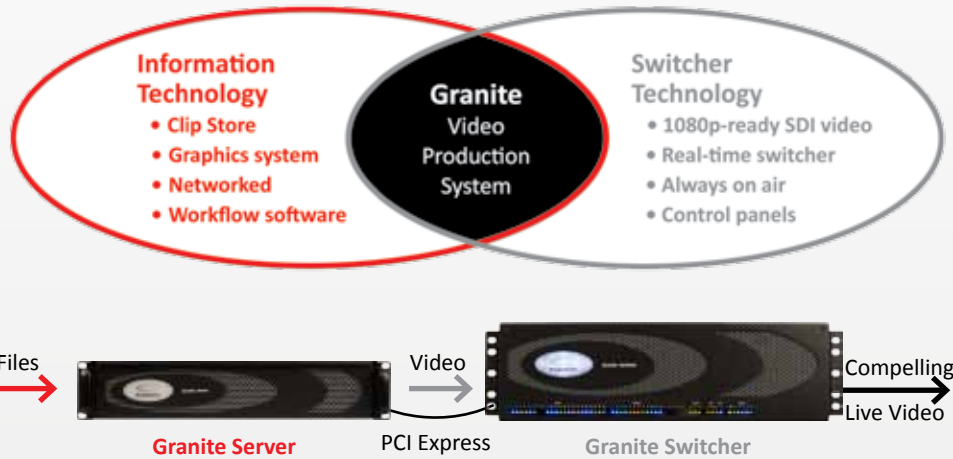 Information
Technology
• Clip Store
• Graphics system
• Networked
• Workflow software
Granite
Video
Production
System
Switcher
Technology
• 1080p-ready SDI video
• Real-time switcher
• Always on air
• Control panels
Files
Video
Compelling
Live Video
PCI Express
Granite Server
Granite Switcher